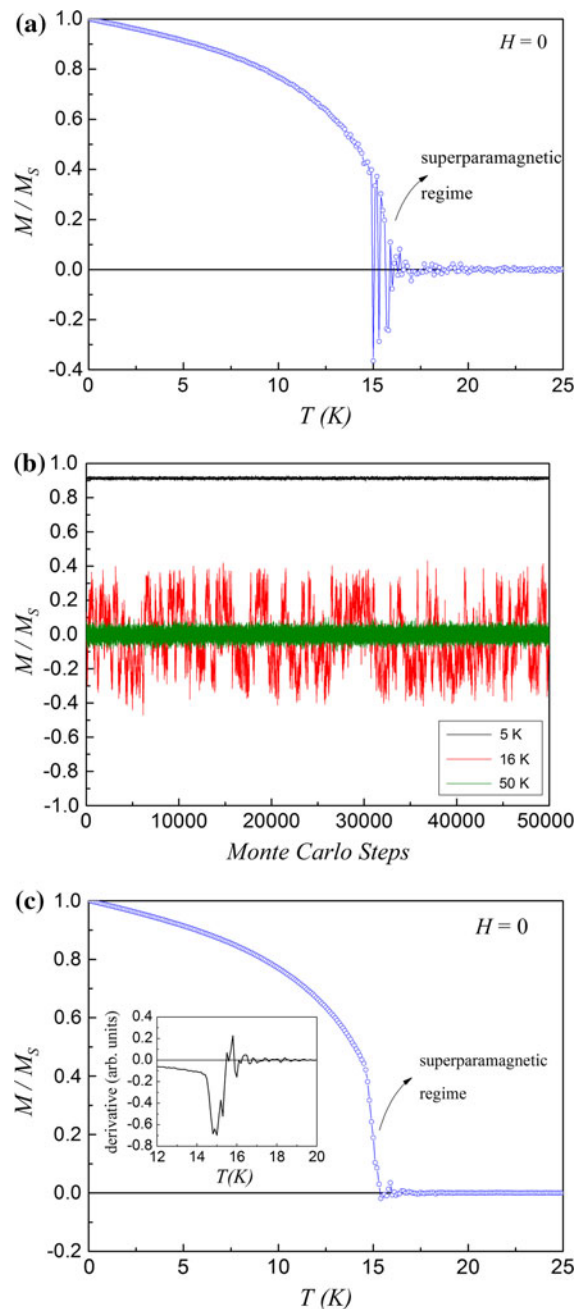 (a)
H = 0
1.0
0.8
0.6
0.4
0.2
0.0
-0.2
-0.4
M / M_S
superparamagnetic
regime
0 5 10 15 20 25
T (K)
(b)
1.0
0.8
0.6
0.4
0.2
0.0
-0.2
-0.4
-0.6
-0.8
-1.0
M / M_S
5 K
16 K
50 K
0 10000 20000 30000 40000 50000
Monte Carlo Steps
(c)
H = 0
1.0
0.8
0.6
0.4
0.2
0.0
-0.2
M / M_S
derivative (arb. units)
0.4
0.2
0.0
-0.2
-0.4
-0.6
-0.8
12 14 16 18 20
T(K)
superparamagnetic
regime
0 5 10 15 20 25
T (K)